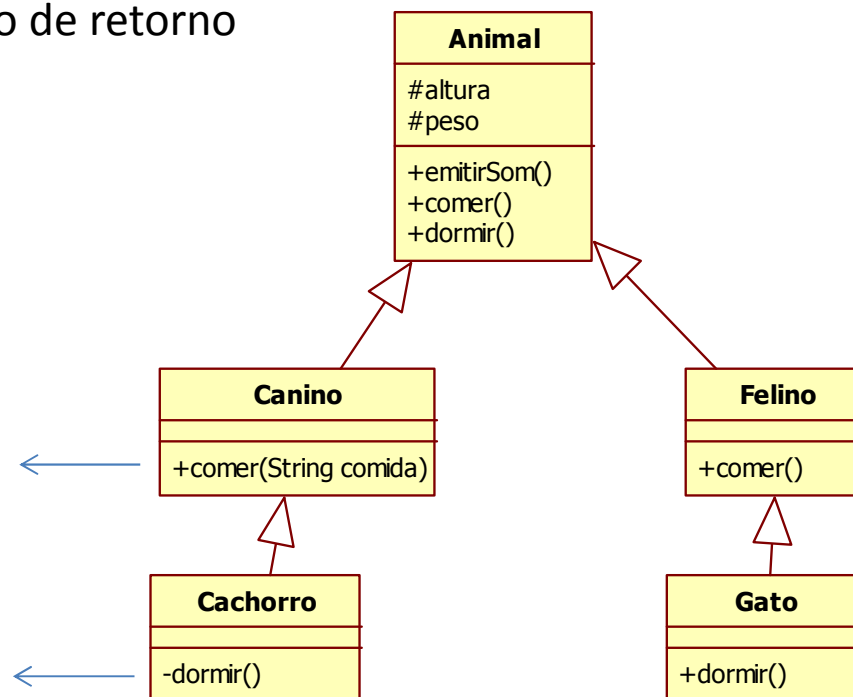 o de retorno
Animal
#altura
#peso
+emitirSom()
+comer()
+dormir()
Canino
+comer(String comida)
Felino
+comer()
Cachorro
-dormir()
Gato
+dormir()